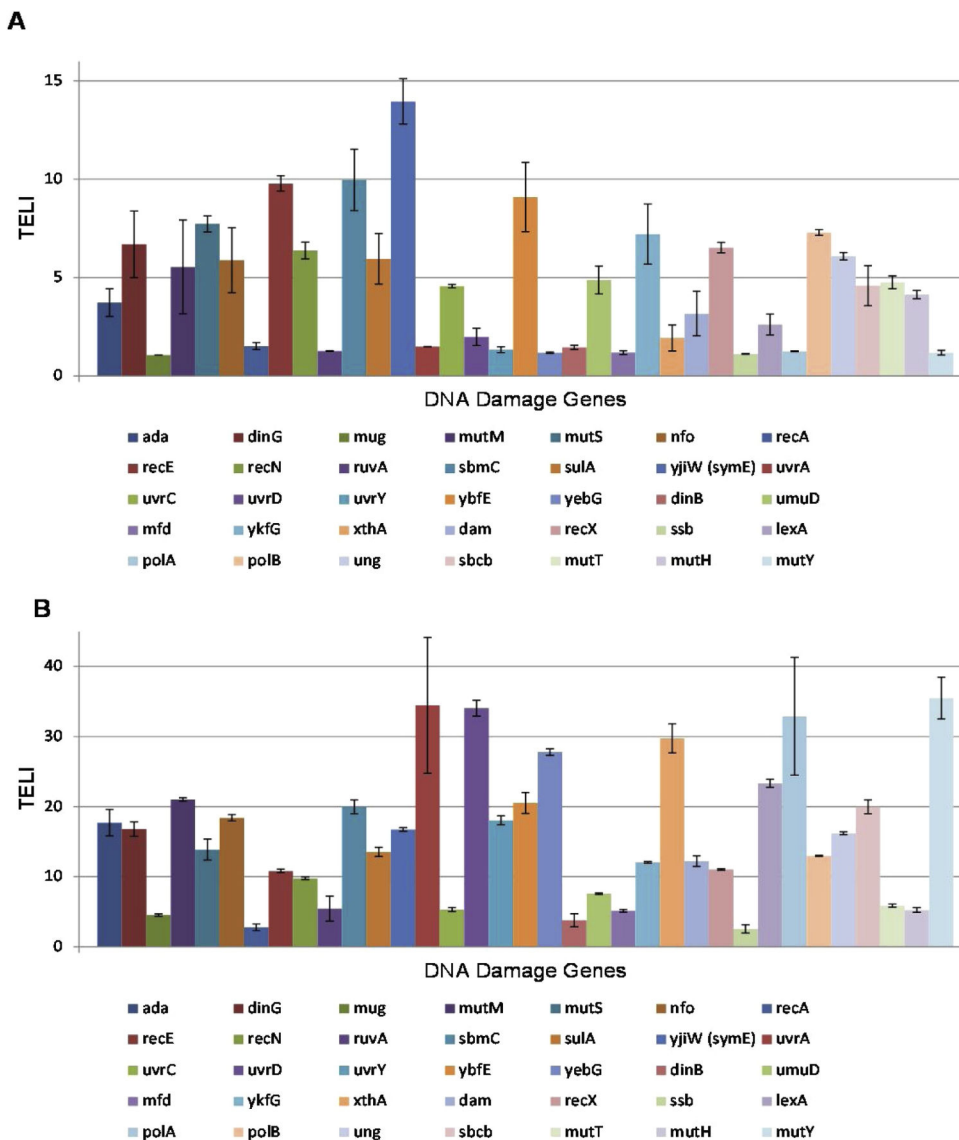 A
15
10
5
0
TELI
DNA Damage Genes
ada dinG mug mutM mutS nfo recA
recE recN ruvA sbmC sulA yjiW (symE) uvrA
uvrC uvrD uvrY ybfE yebG dinB umuD
mfd ykfG xthA dam recX ssb lexA
polA polB ung sbcb mutT mutH mutY
B
40
30
20
10
0
TELI
DNA Damage Genes
ada dinG mug mutM mutS nfo recA
recE recN ruvA sbmC sulA yjiW (symE) uvrA
uvrC uvrD uvrY ybfE yebG dinB umuD
mfd ykfG xthA dam recX ssb lexA
polA polB ung sbcb mutT mutH mutY